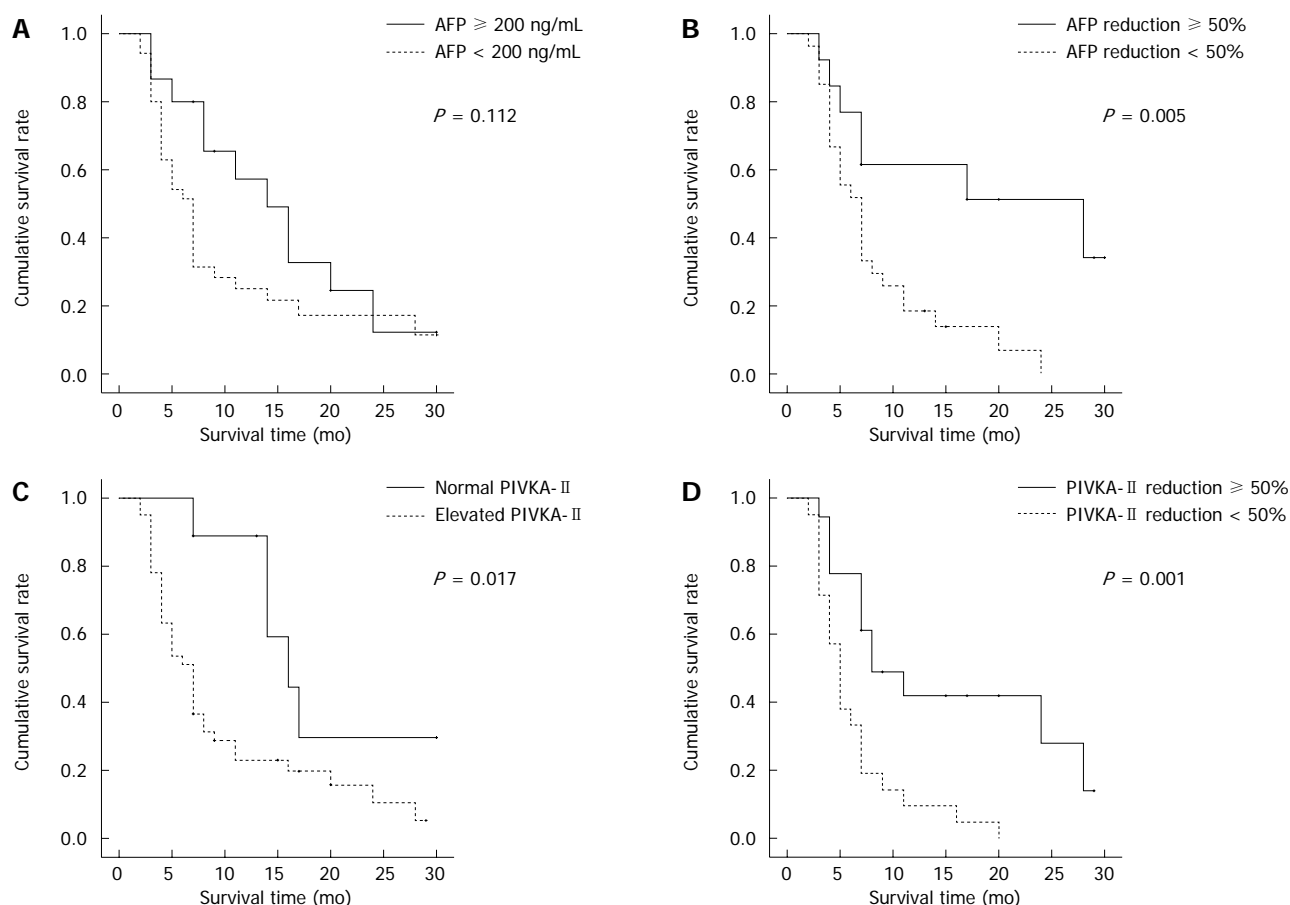 A
AFP ≥ 200 ng/mL
AFP < 200 ng/mL
P = 0.112
Cumulative survival rate
1.0
0.8
0.6
0.4
0.2
0.0
0 5 10 15 20 25 30
Survival time (mo)
B
AFP reduction ≥ 50%
AFP reduction < 50%
P = 0.005
Cumulative survival rate
1.0
0.8
0.6
0.4
0.2
0.0
0 5 10 15 20 25 30
Survival time (mo)
C
Normal PIVKA-Ⅱ
Elevated PIVKA-Ⅱ
P = 0.017
Cumulative survival rate
1.0
0.8
0.6
0.4
0.2
0.0
0 5 10 15 20 25 30
Survival time (mo)
D
PIVKA-Ⅱ reduction ≥ 50%
PIVKA-Ⅱ reduction < 50%
P = 0.001
Cumulative survival rate
1.0
0.8
0.6
0.4
0.2
0.0
0 5 10 15 20 25 30
Survival time (mo)